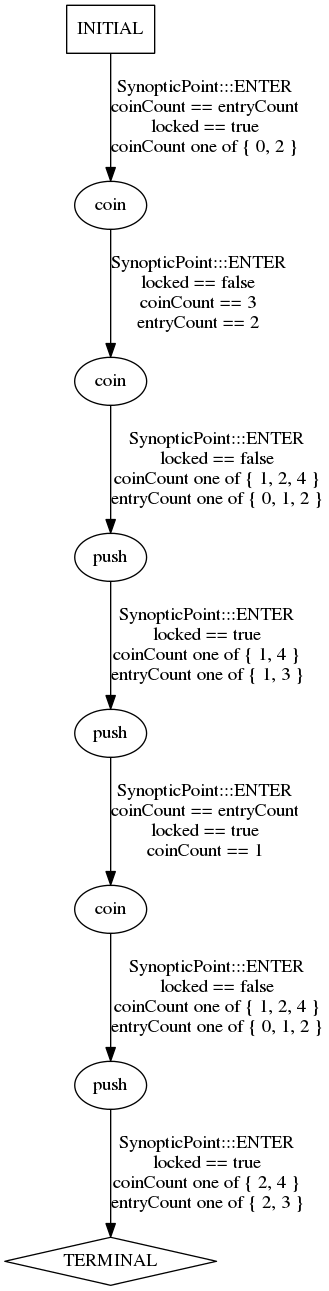 INITIAL
SynopticPoint:::ENTER
coinCount == entryCount
locked == true
coinCount one of { 0, 2 }
coin
SynopticPoint:::ENTER
locked == false
coinCount == 3
entryCount == 2
coin
SynopticPoint:::ENTER
locked == false
coinCount one of { 1, 2, 4 }
entryCount one of { 0, 1, 2 }
push
SynopticPoint:::ENTER
locked == true
coinCount one of { 1, 4 }
entryCount one of { 1, 3 }
push
SynopticPoint:::ENTER
coinCount == entryCount
locked == true
coinCount == 1
coin
SynopticPoint:::ENTER
locked == false
coinCount one of { 1, 2, 4 }
entryCount one of { 0, 1, 2 }
push
SynopticPoint:::ENTER
locked == true
coinCount one of { 2, 4 }
entryCount one of { 2, 3 }
TERMINAL